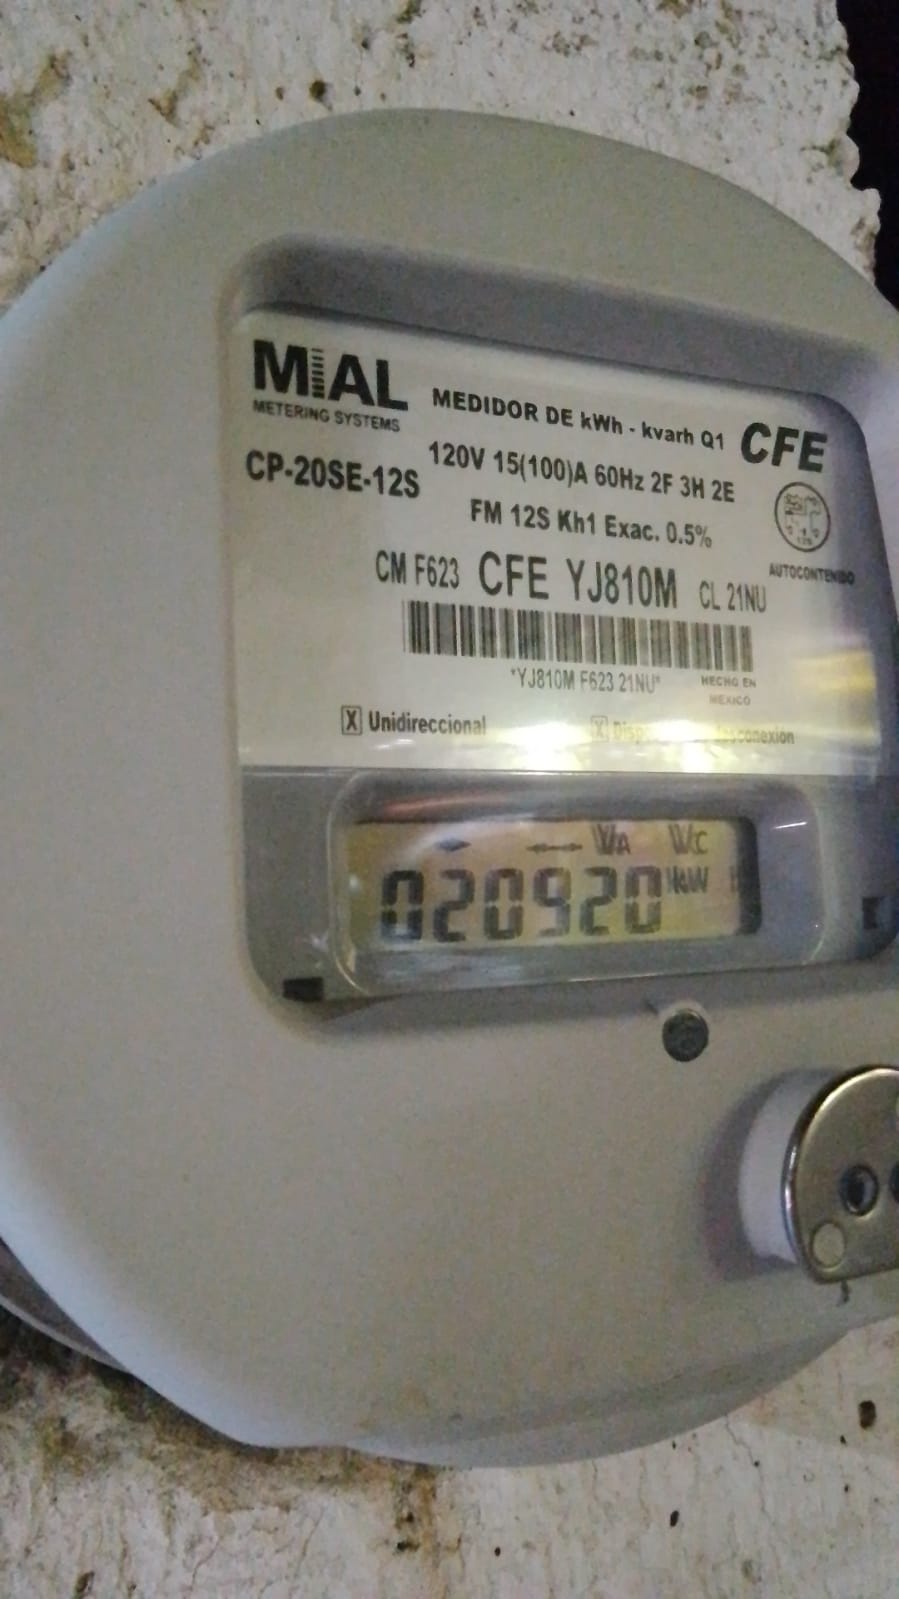 MIAL
METERING SYSTEMS
MEDIDOR DE kWh - kvarh Q1
CFE
CP-20SE-12S
120V 15(100)A 60Hz 2F 3H 2E
FM 12S Kh1 Exac. 0.5%
AUTOCONTENIDO
CM F623 CFE YJ810M CL 21NU
*YJ810M F623 21NU*
HECHO EN
MEXICO
X Unidireccional
X
VA
020920